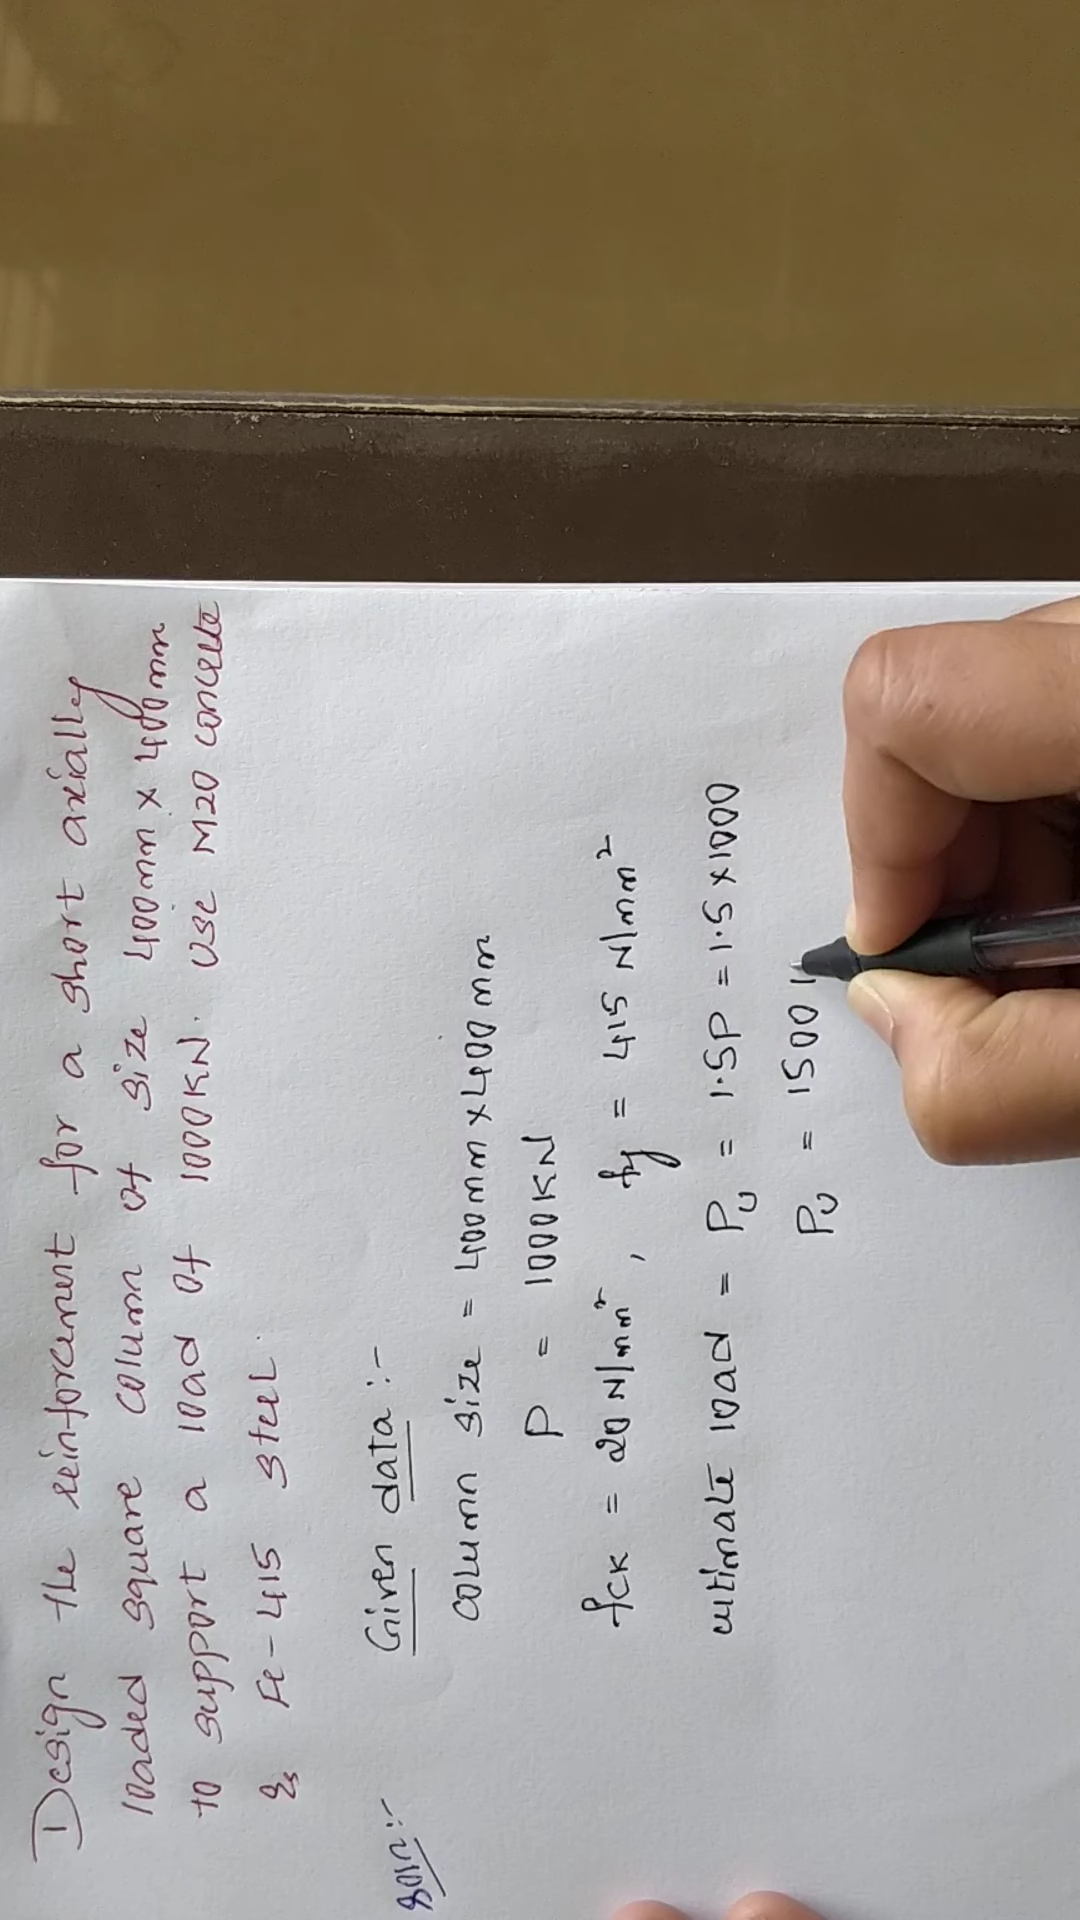 Design the reinforcement for a short axially
loaded square column of size 400mm x 400mm
to support a load of 1000KN. use M20 concrete
& Fe-415 steel.
soln:- Given data:-
column size = 400mm x 400mm
P = 1000KN
fck = 20 N/mm², fy = 415 N/mm²
ultimate load = Pu = 1.5P = 1.5 x 1000
Pu = 1500